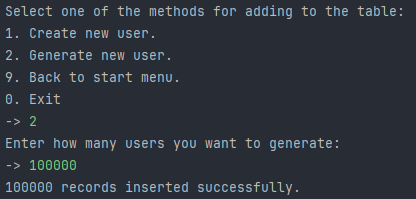 Select one of the methods for adding to the table:
1. Create new user.
2. Generate new user.
9. Back to start menu.
0. Exit
-> 2
Enter how many users you want to generate:
-> 100000
100000 records inserted successfully.